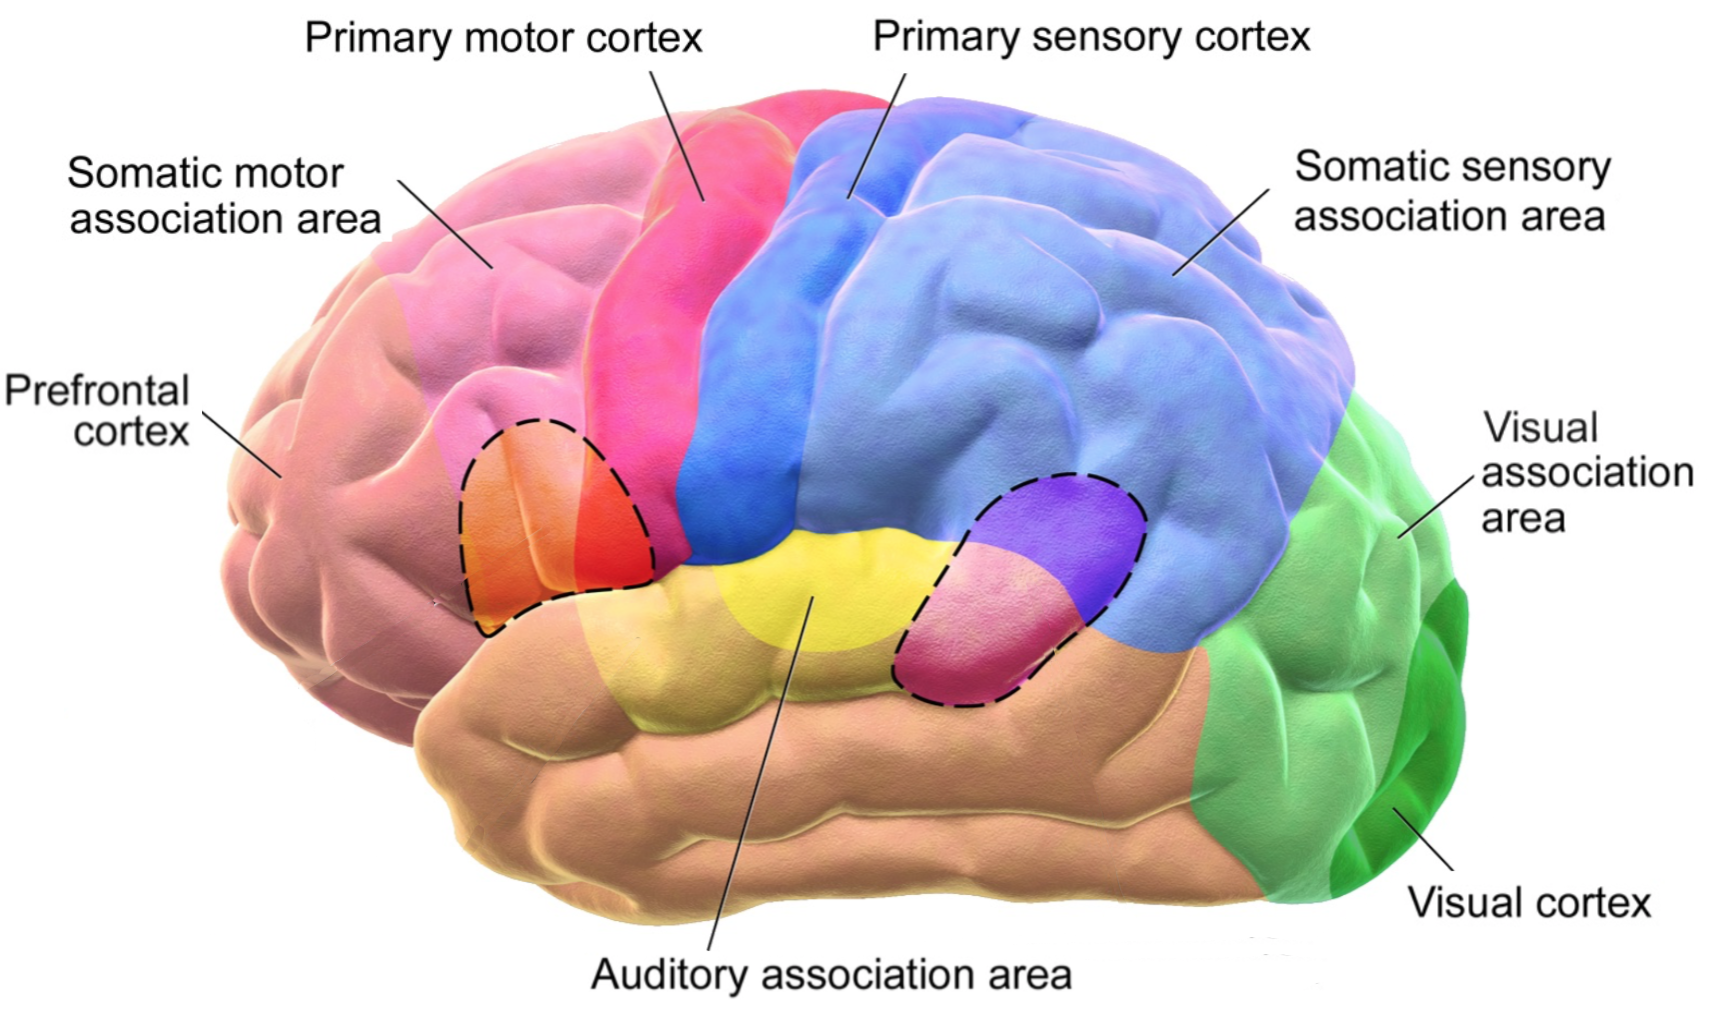 Primary motor cortex
Primary sensory cortex
Somatic motor
association area
Somatic sensory
association area
Prefrontal
cortex
Visual
association
area
Visual cortex
Auditory association area